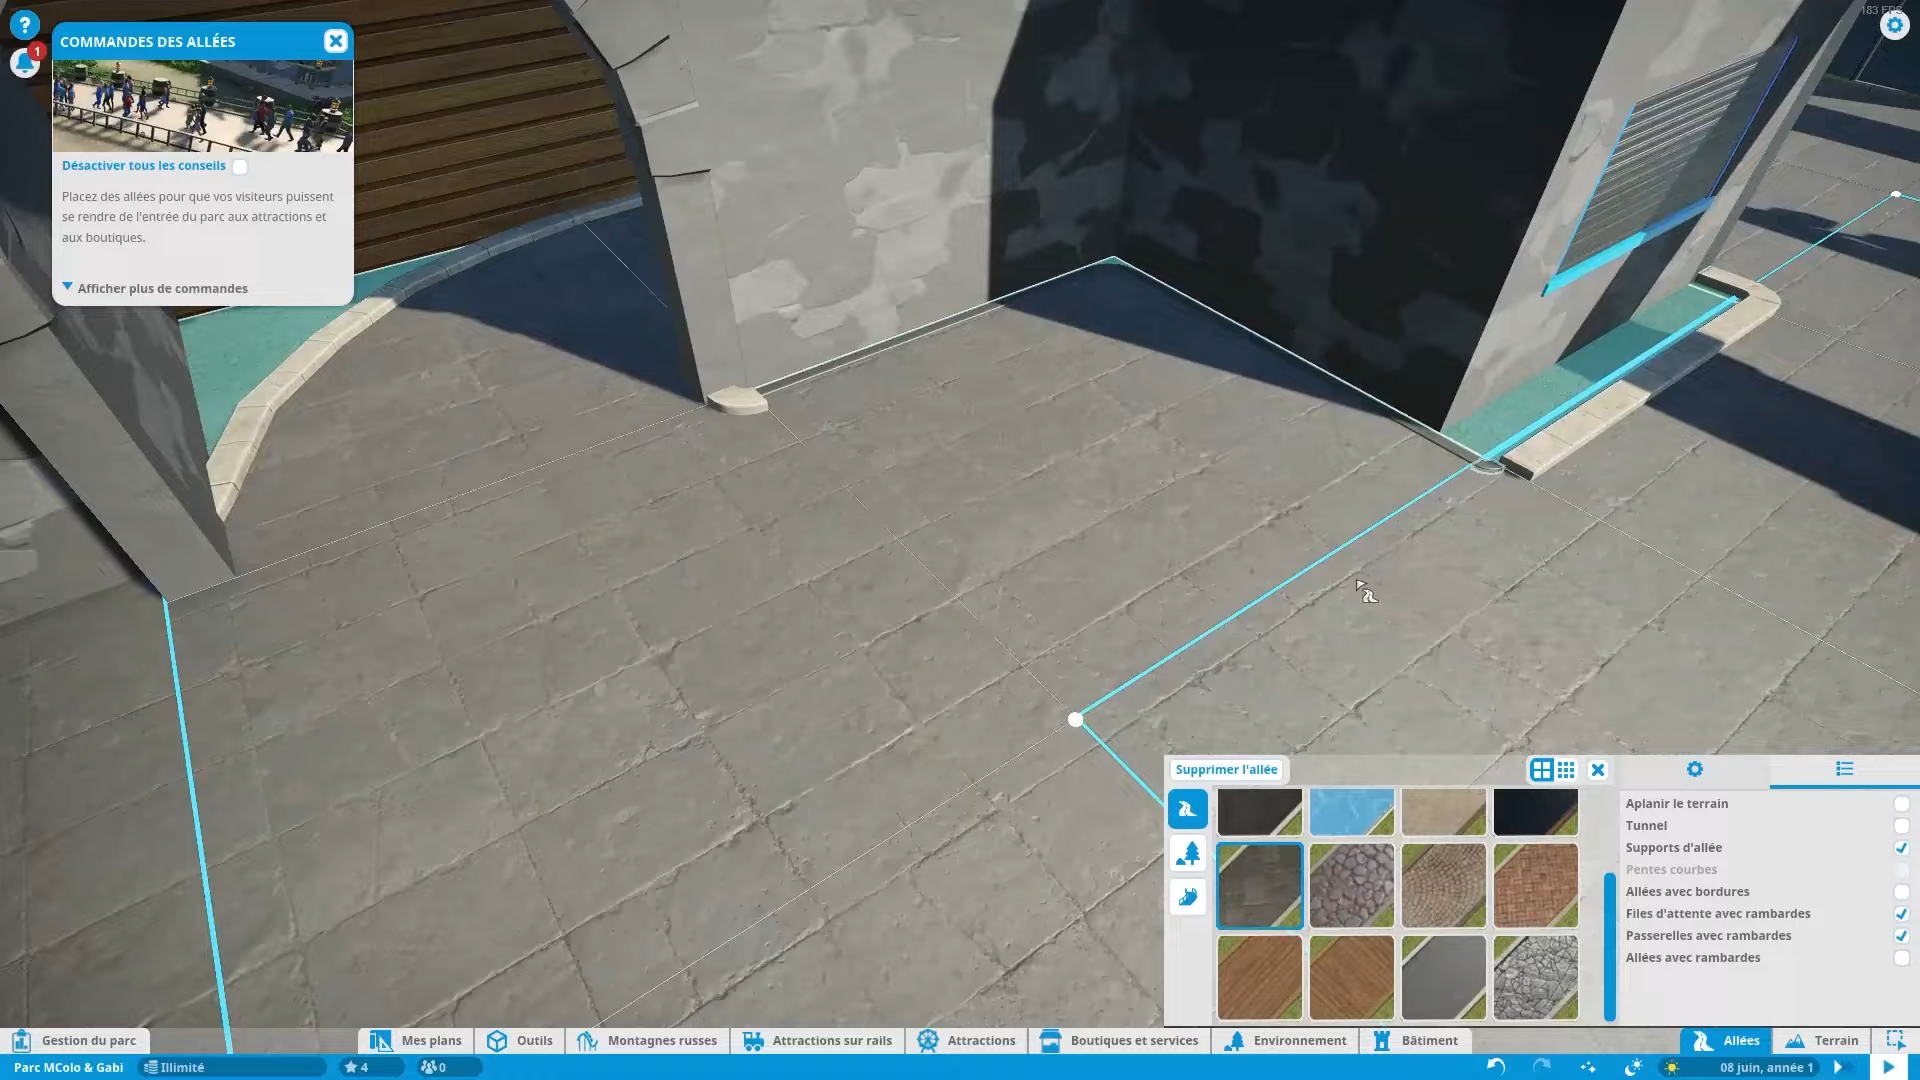 183 FPS
?
1
COMMANDES DES ALLÉES
Désactiver tous les conseils
Placez des allées pour que vos visiteurs puissent
se rendre de l'entrée du parc aux attractions et
aux boutiques.
Afficher plus de commandes
Supprimer l'allée
Aplanir le terrain
Tunnel
Supports d'allée
Pentes courbes
Allées avec bordures
Files d'attente avec rambardes
Passerelles avec rambardes
Allées avec rambardes
Gestion du parc
Mes plans
Outils
Montagnes russes
Attractions sur rails
Attractions
Boutiques et services
Environnement
Bâtiment
Allées
Terrain
Parc MColo & Gabi
Illimité
4
0
08 juin, année 1